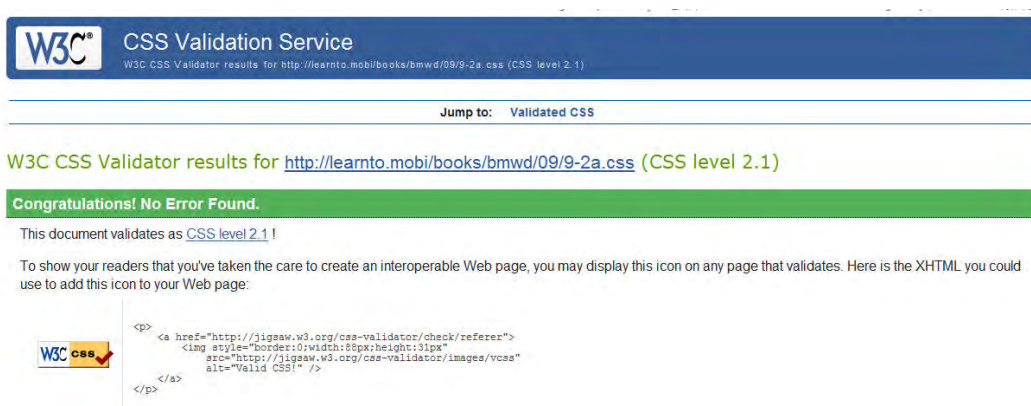 W3C®
CSS Validation Service
W3C CSS Validator results for http://learnto.mobi/books/bmwd/09/9-2a.css (CSS level 2.1)
Jump to: Validated CSS
W3C CSS Validator results for http://learnto.mobi/books/bmwd/09/9-2a.css (CSS level 2.1)
Congratulations! No Error Found.
This document validates as CSS level 2.1 !
To show your readers that you've taken the care to create an interoperable Web page, you may display this icon on any page that validates. Here is the XHTML you could
use to add this icon to your Web page:
W3C css
<p>
<a href="http://jigsaw.w3.org/css-validator/check/referer">
<img style="border:0;width:88px;height:31px"
src="http://jigsaw.w3.org/css-validator/images/vcss"
alt="Valid CSS!" />
</a>
</p>